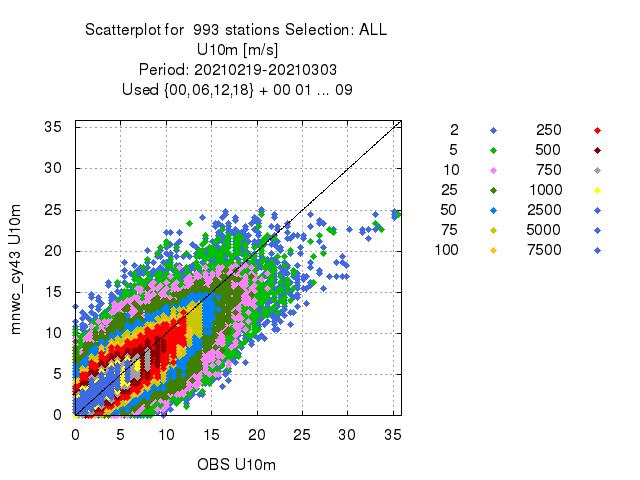 Scatterplot for 993 stations Selection: ALL
U10m [m/s]
Period: 20210219-20210303
Used {00,06,12,18} + 00 01 ... 09
35
30
25
20
15
10
5
0
mnwc_cy43 U10m
0 5 10 15 20 25 30 35
OBS U10m
2 250
5 500
10 750
25 1000
50 2500
75 5000
100 7500